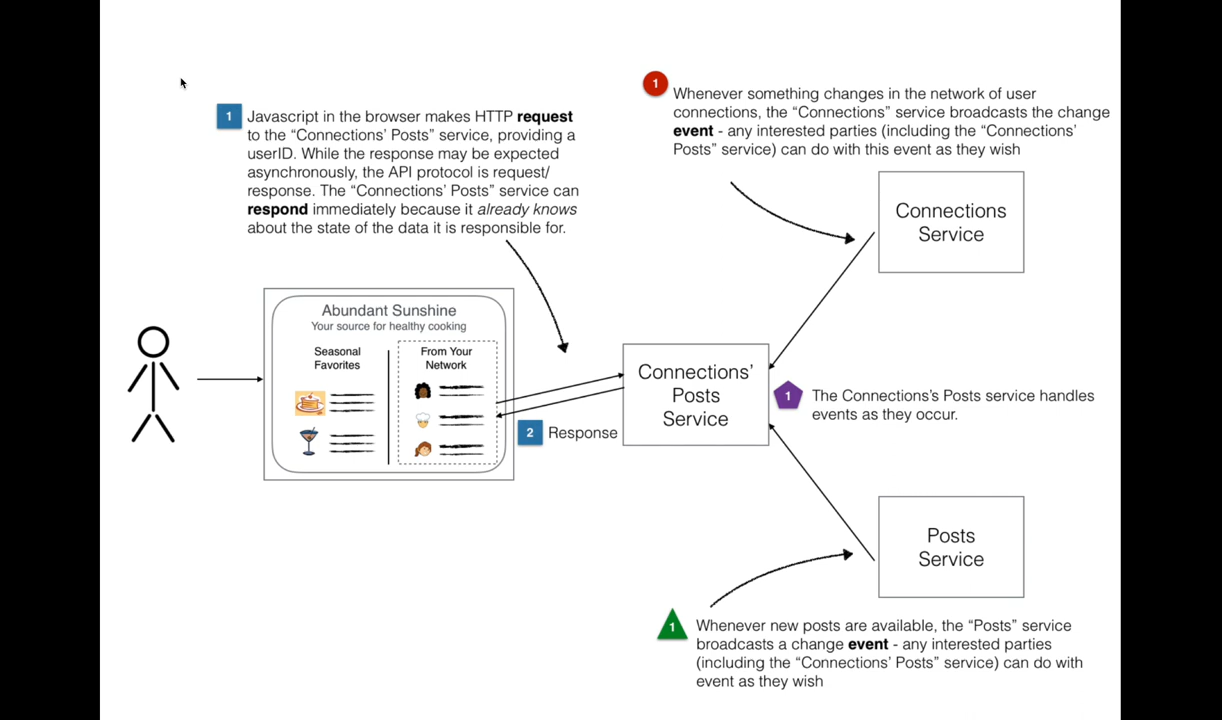 1
Javascript in the browser makes HTTP request
to the “Connections’ Posts” service, providing a
userID. While the response may be expected
asynchronously, the API protocol is request/
response. The “Connections’ Posts” service can
respond immediately because it already knows
about the state of the data it is responsible for.
1
Whenever something changes in the network of user
connections, the “Connections” service broadcasts the change
event - any interested parties (including the “Connections’
Posts” service) can do with this event as they wish
Connections
Service
Abundant Sunshine
Your source for healthy cooking
Seasonal
Favorites
From Your
Network
2
Response
Connections’
Posts
Service
1
The Connections’s Posts service handles
events as they occur.
Posts
Service
1
Whenever new posts are available, the “Posts” service
broadcasts a change event - any interested parties
(including the “Connections’ Posts” service) can do with
event as they wish